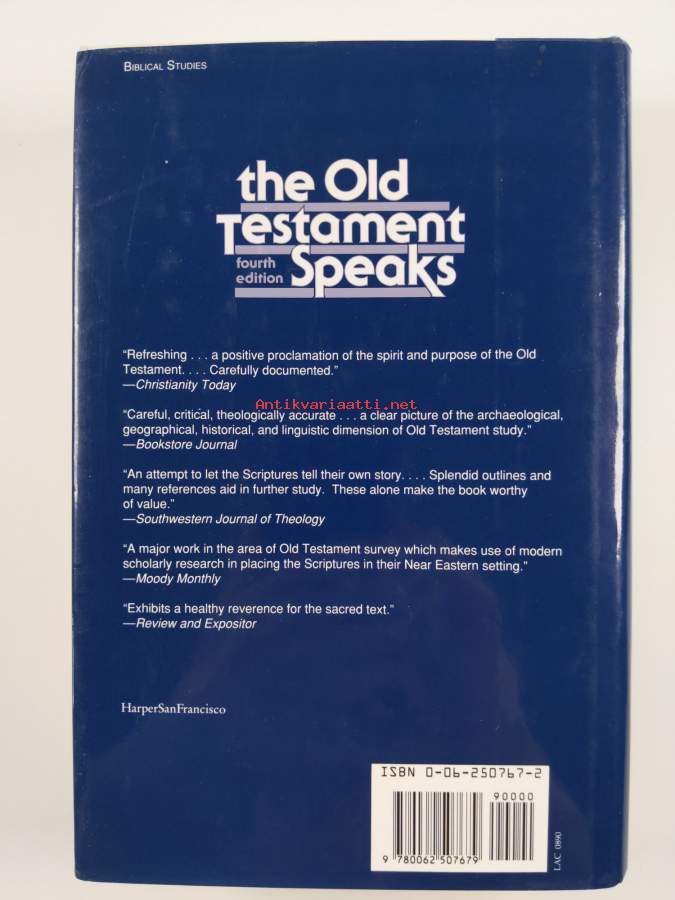 BIBLICAL STUDIES
the Old
Testament
fourth edition Speaks
“Refreshing . . . a positive proclamation of the spirit and purpose of the Old
Testament. . . . Carefully documented.”
—Christianity Today
Antikvariaatti.net
“Careful, critical, theologically accurate . . . a clear picture of the archaeological,
geographical, historical, and linguistic dimension of Old Testament study.”
—Bookstore Journal
“An attempt to let the Scriptures tell their own story. . . . Splendid outlines and
many references aid in further study. These alone make the book worthy
of value.”
—Southwestern Journal of Theology
“A major work in the area of Old Testament survey which makes use of modern
scholarly research in placing the Scriptures in their Near Eastern setting.”
—Moody Monthly
“Exhibits a healthy reverence for the sacred text.”
—Review and Expositor
HarperSanFrancisco
ISBN 0-06-250767-2
90000
9 780062 507679
LAC 0890